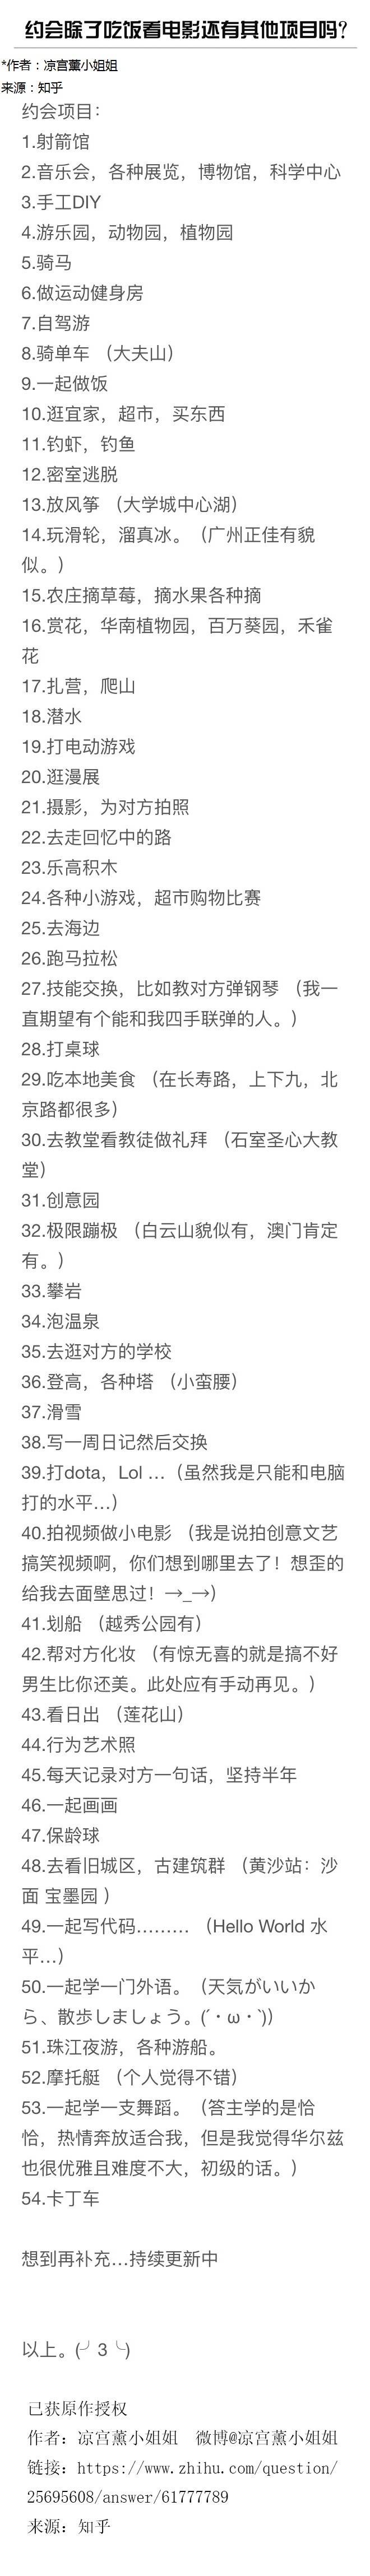 约会除了吃饭看电影还有其他项目吗？
*作者：凉宫薰小姐姐
来源：知乎
约会项目：
1.射箭馆
2.音乐会，各种展览，博物馆，科学中心
3.手工DIY
4.游乐园，动物园，植物园
5.骑马
6.做运动健身房
7.自驾游
8.骑单车 （大夫山）
9.一起做饭
10.逛宜家，超市，买东西
11.钓虾，钓鱼
12.密室逃脱
13.放风筝 （大学城中心湖）
14.玩滑轮，溜真冰。（广州正佳有貌
似。）
15.农庄摘草莓，摘水果各种摘
16.赏花，华南植物园，百万葵园，禾雀
花
17.扎营，爬山
18.潜水
19.打电动游戏
20.逛漫展
21.摄影，为对方拍照
22.去走回忆中的路
23.乐高积木
24.各种小游戏，超市购物比赛
25.去海边
26.跑马拉松
27.技能交换，比如教对方弹钢琴 （我一
直期望有个能和我四手联弹的人。）
28.打桌球
29.吃本地美食 （在长寿路，上下九，北
京路都很多）
30.去教堂看教徒做礼拜 （石室圣心大教
堂）
31.创意园
32.极限蹦极 （白云山貌似有，澳门肯定
有。）
33.攀岩
34.泡温泉
35.去逛对方的学校
36.登高，各种塔 （小蛮腰）
37.滑雪
38.写一周日记然后交换
39.打dota，Lol …（虽然我是只能和电脑
打的水平…）
40.拍视频做小电影 （我是说拍创意文艺
搞笑视频啊，你们想到哪里去了！想歪的
给我去面壁思过！→_→）
41.划船 （越秀公园有）
42.帮对方化妆 （有惊无喜的就是搞不好
男生比你还美。此处应有手动再见。）
43.看日出 （莲花山）
44.行为艺术照
45.每天记录对方一句话，坚持半年
46.一起画画
47.保龄球
48.去看旧城区，古建筑群 （黄沙站：沙
面 宝墨园 ）
49.一起写代码……… （Hello World 水
平…）
50.一起学一门外语。（天気がいいか
ら、散歩しましょう。(´・ω・`)）
51.珠江夜游，各种游船。
52.摩托艇 （个人觉得不错）
53.一起学一支舞蹈。（答主学的是恰
恰，热情奔放适合我，但是我觉得华尔兹
也很优雅且难度不大，初级的话。）
54.卡丁车
想到再补充…持续更新中
以上。(╯3╰)
已获原作授权
作者：凉宫薰小姐姐 微博@凉宫薰小姐姐
链接：https://www.zhihu.com/question/
25695608/answer/61777789
来源：知乎